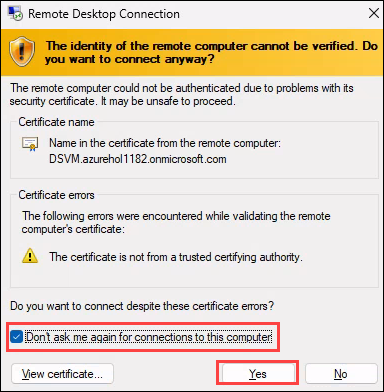 Remote Desktop Connection
The identity of the remote computer cannot be verified. Do
you want to connect anyway?
The remote computer could not be authenticated due to problems with its
security certificate. It may be unsafe to proceed.
Certificate name
Name in the certificate from the remote computer:
DSVM.azurehol1182.onmicrosoft.com
Certificate errors
The following errors were encountered while validating the remote
computer's certificate:
The certificate is not from a trusted certifying authority.
Do you want to connect despite these certificate errors?
Don't ask me again for connections to this computer
View certificate... Yes No